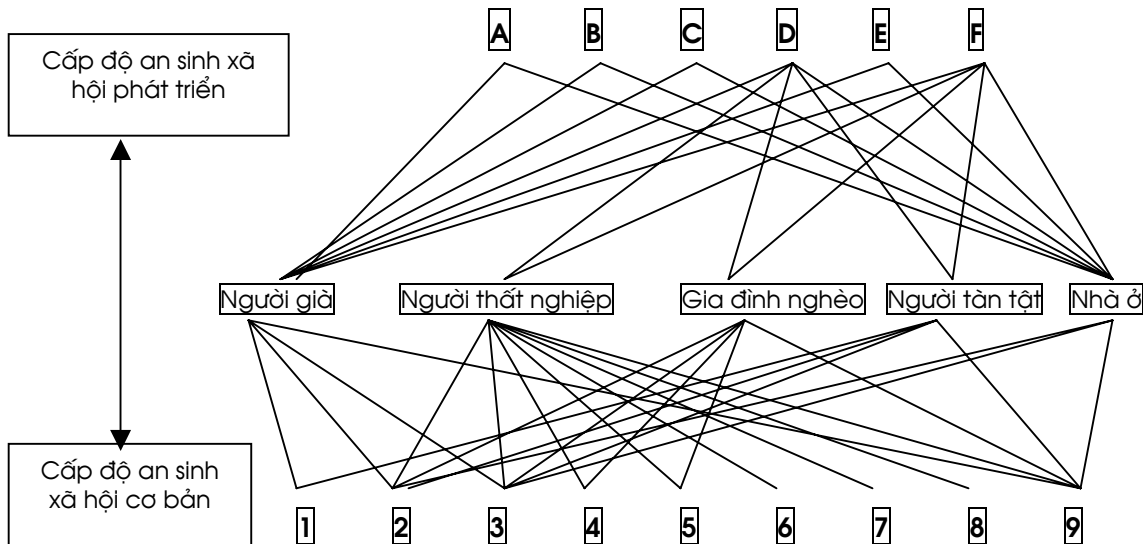 A B C D E F
Cấp độ an sinh xã
hội phát triển
Người già Người thất nghiệp Gia đình nghèo Người tàn tật Nhà ở
Cấp độ an sinh
xã hội cơ bản
1 2 3 4 5 6 7 8 9